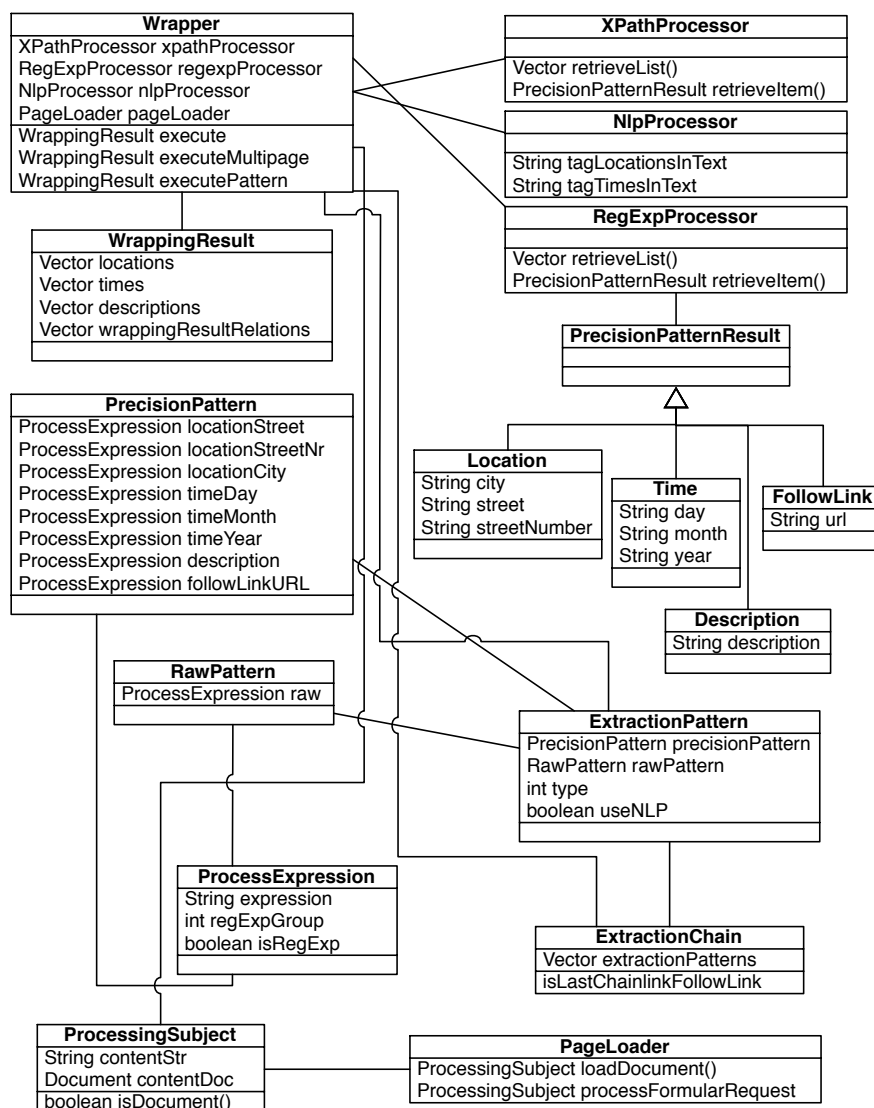 Wrapper
XPathProcessor xpathProcessor
RegExpProcessor regexpProcessor
NlpProcessor nlpProcessor
PageLoader pageLoader
WrappingResult execute
WrappingResult executeMultipage
WrappingResult executePattern
XPathProcessor
Vector retrieveList()
PrecisionPatternResult retrieveItem()
NlpProcessor
String tagLocationsInText
String tagTimesInText
RegExpProcessor
Vector retrieveList()
PrecisionPatternResult retrieveItem()
WrappingResult
Vector locations
Vector times
Vector descriptions
Vector wrappingResultRelations
PrecisionPatternResult
PrecisionPattern
ProcessExpression locationStreet
ProcessExpression locationStreetNr
ProcessExpression locationCity
ProcessExpression timeDay
ProcessExpression timeMonth
ProcessExpression timeYear
ProcessExpression description
ProcessExpression followLinkURL
Location
String city
String street
String streetNumber
Time
String day
String month
String year
FollowLink
String url
Description
String description
RawPattern
ProcessExpression raw
ExtractionPattern
PrecisionPattern precisionPattern
RawPattern rawPattern
int type
boolean useNLP
ProcessExpression
String expression
int regExpGroup
boolean isRegExp
ExtractionChain
Vector extractionPatterns
isLastChainlinkFollowLink
ProcessingSubject
String contentStr
Document contentDoc
boolean isDocument()
PageLoader
ProcessingSubject loadDocument()
ProcessingSubject processFormularRequest